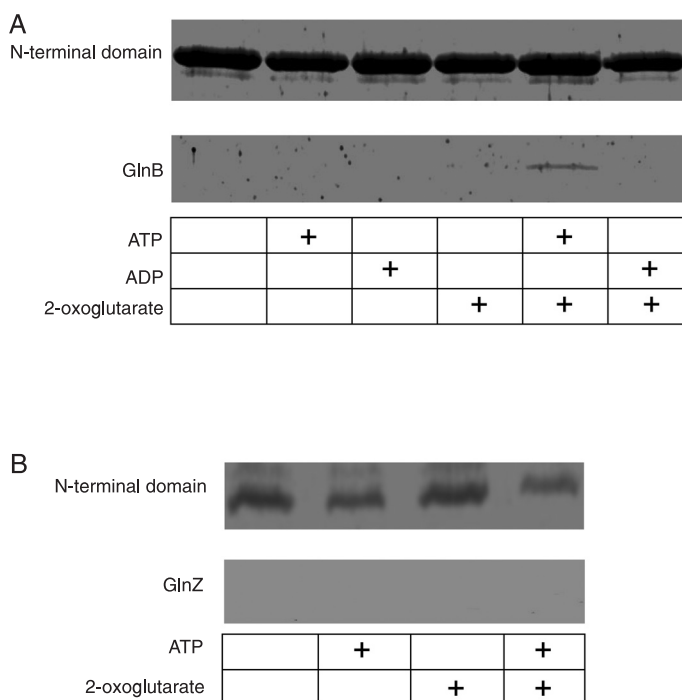 A
N-terminal domain
GlnB
ATP + +
ADP + +
2-oxoglutarate + + +
B
N-terminal domain
GlnZ
ATP + +
2-oxoglutarate + +